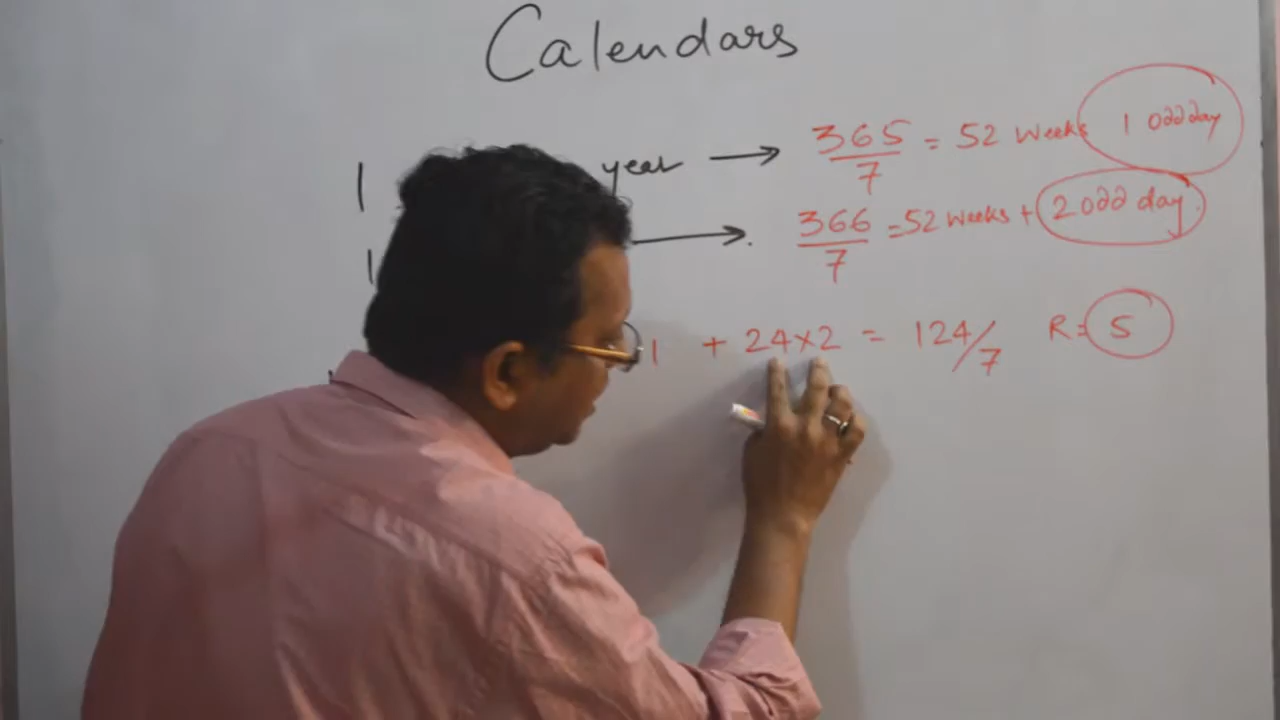 Calendars
1 year → 365/7 = 52 Weeks 1 odd day
1 → 366/7 = 52 Weeks + 2 odd day.
1 + 24×2 = 124/7 R= 5